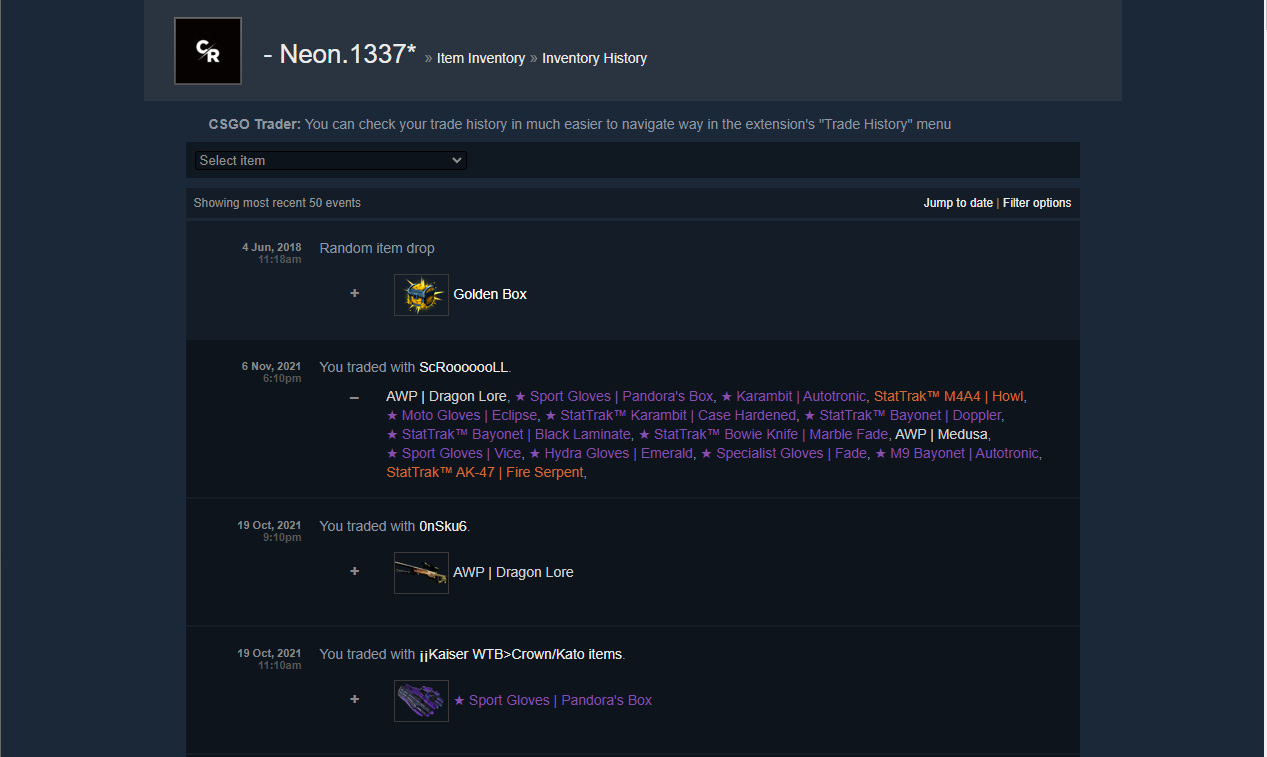 CR
- Neon.1337* » Item Inventory » Inventory History
CSGO Trader: You can check your trade history in much easier to navigate way in the extension's "Trade History" menu
Select item
Showing most recent 50 events
Jump to date | Filter options
4 Jun, 2018
11:18am
Random item drop
+
Golden Box
6 Nov, 2021
6:10pm
You traded with ScRooooooLL.
–
AWP | Dragon Lore, ★ Sport Gloves | Pandora's Box, ★ Karambit | Autotronic, StatTrak™ M4A4 | Howl,
★ Moto Gloves | Eclipse, ★ StatTrak™ Karambit | Case Hardened, ★ StatTrak™ Bayonet | Doppler,
★ StatTrak™ Bayonet | Black Laminate, ★ StatTrak™ Bowie Knife | Marble Fade, AWP | Medusa,
★ Sport Gloves | Vice, ★ Hydra Gloves | Emerald, ★ Specialist Gloves | Fade, ★ M9 Bayonet | Autotronic,
StatTrak™ AK-47 | Fire Serpent,
19 Oct, 2021
9:10pm
You traded with 0nSku6.
+
AWP | Dragon Lore
19 Oct, 2021
11:10am
You traded with ¡¡Kaiser WTB>Crown/Kato items.
+
★ Sport Gloves | Pandora's Box